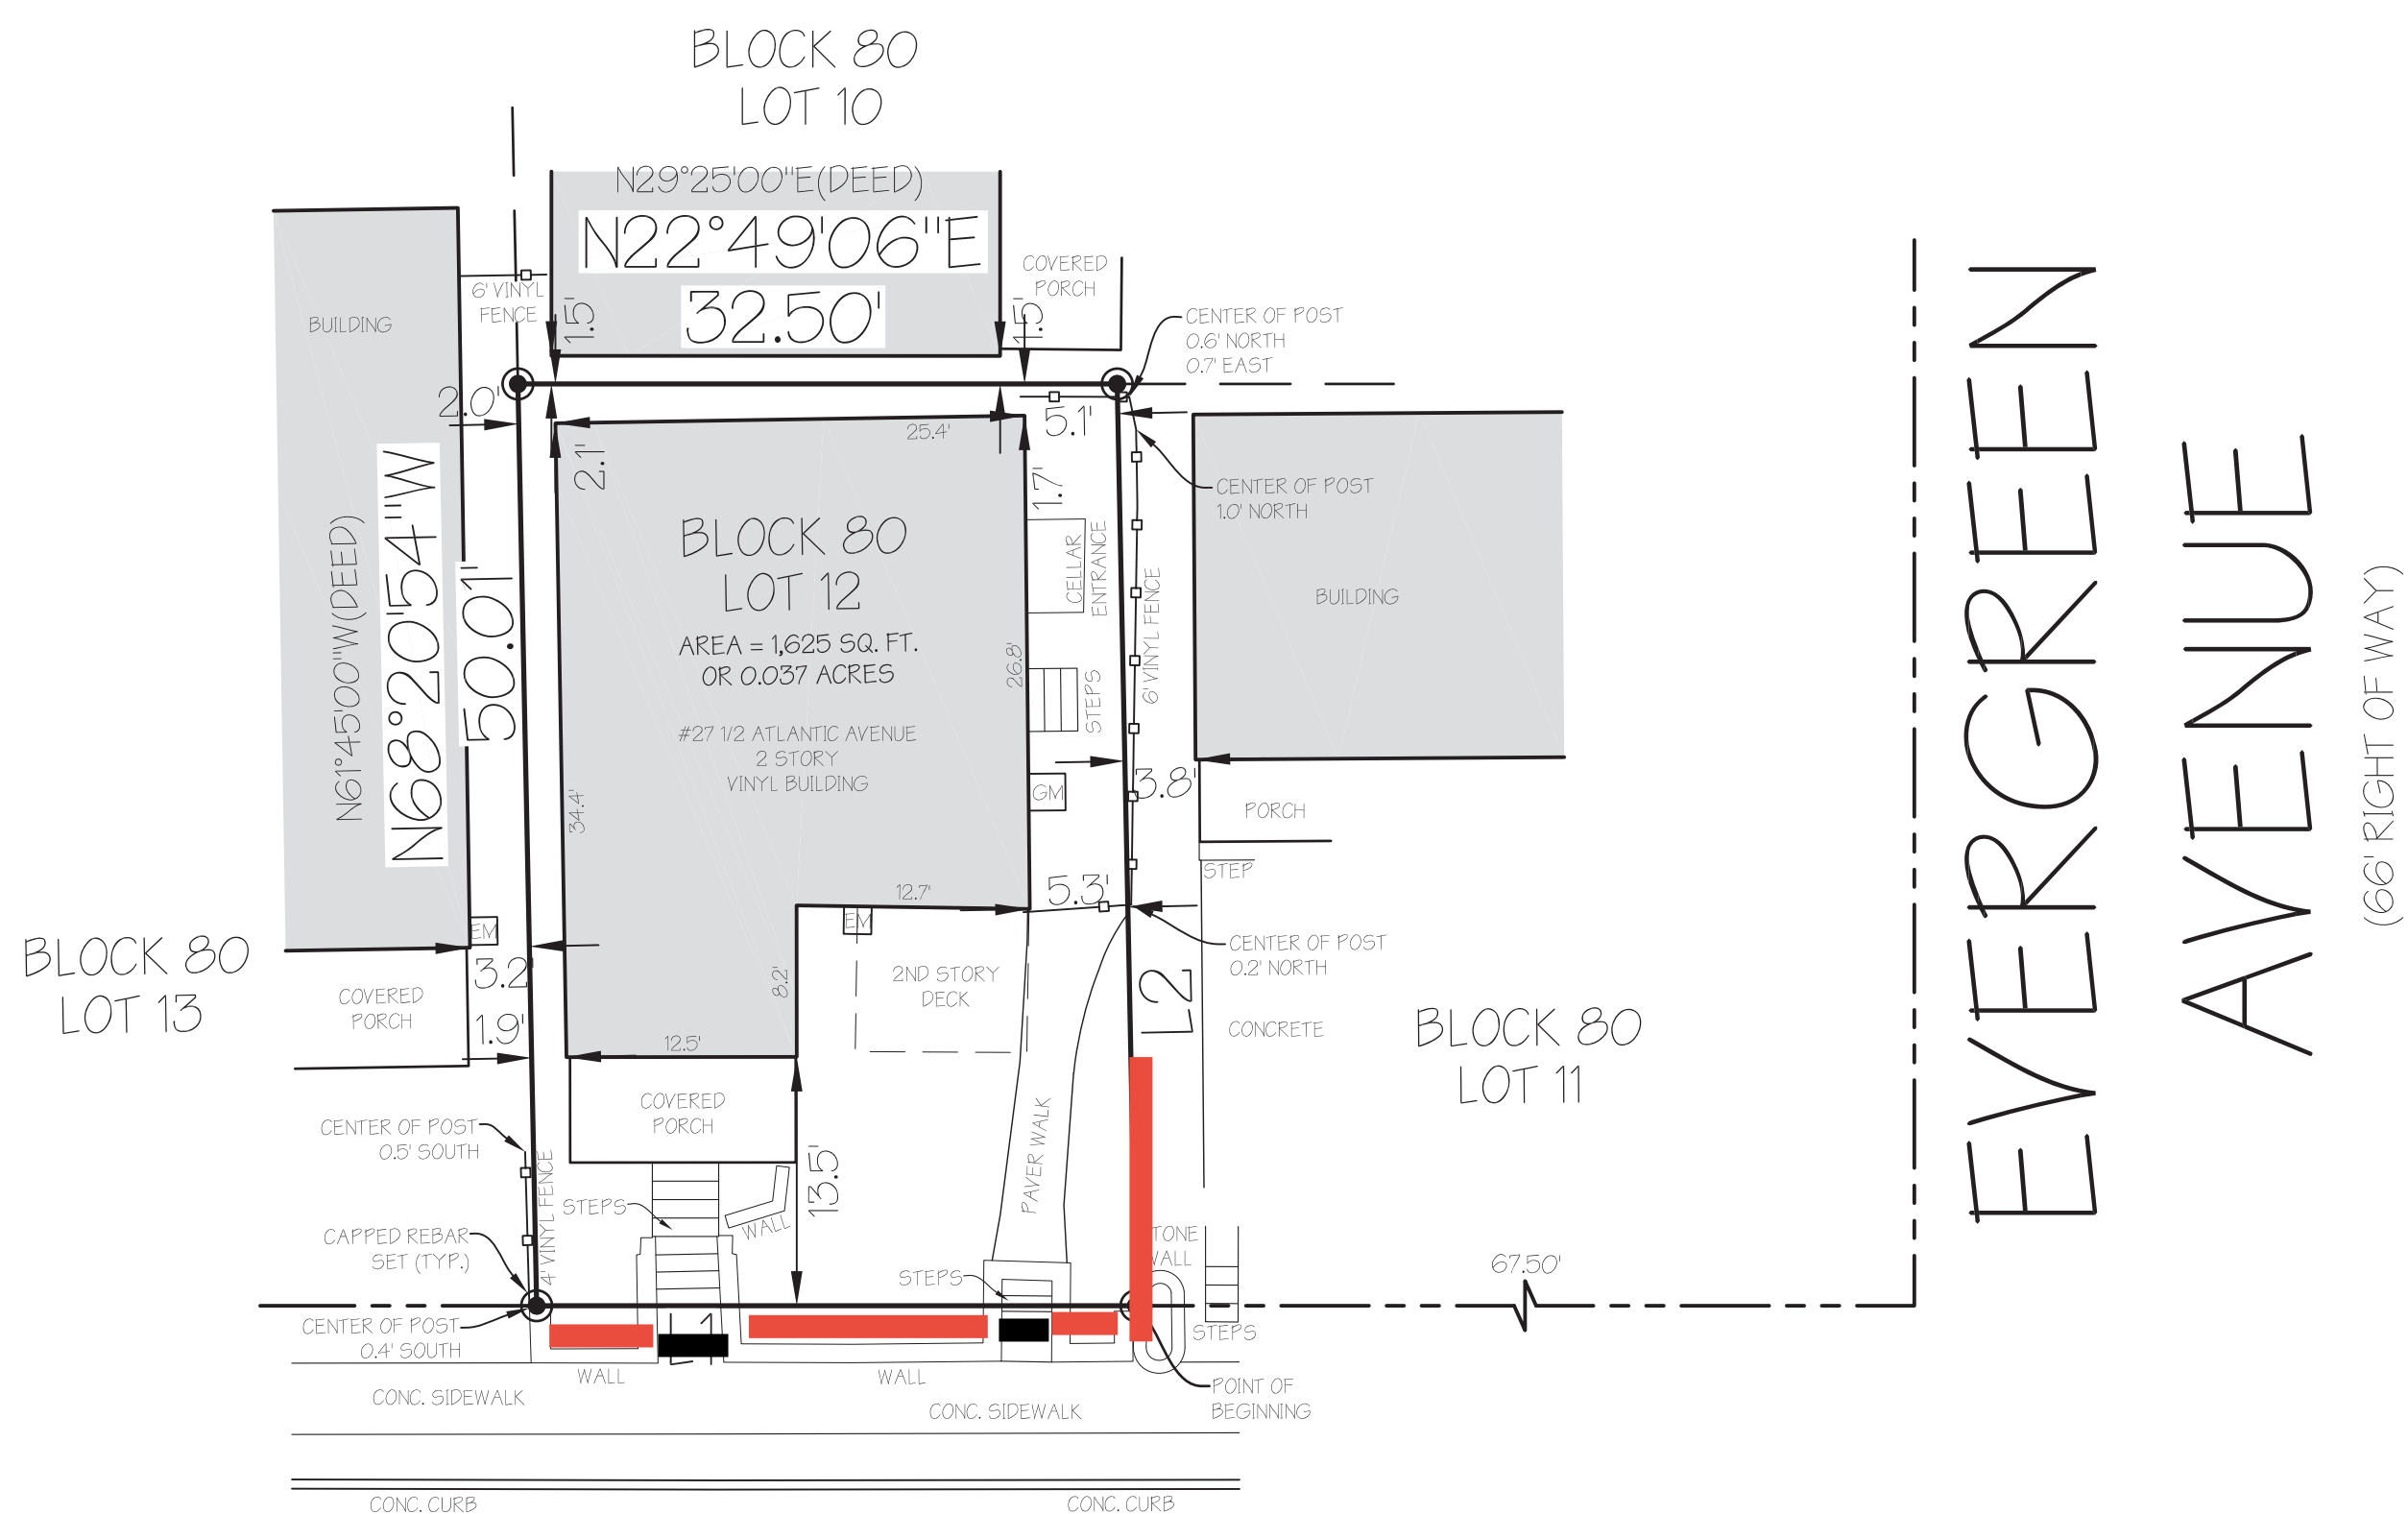 BLOCK 80
LOT 10
N29°25'00"E(DEED)
N22°49'06"E
32.50'
COVERED
PORCH
6' VINYL
FENCE
1.5'
1.5'
BUILDING
CENTER OF POST
0.6' NORTH
0.7' EAST
2.0'
5.1'
25.4'
2.1'
1.7'
CENTER OF POST
1.0' NORTH
N61°45'00"W(DEED)
N68°20'54"W
50.01'
BLOCK 80
LOT 12
AREA = 1,625 SQ. FT.
OR 0.037 ACRES
#27 1/2 ATLANTIC AVENUE
2 STORY
VINYL BUILDING
CELLAR
ENTRANCE
6' VINYL FENCE
26.8'
STEPS
BUILDING
34.4'
GM
3.8'
PORCH
STEP
12.7'
5.3'
EM
EM
BLOCK 80
LOT 13
3.2'
8.2'
2ND STORY
DECK
CENTER OF POST
0.2' NORTH
L2
COVERED
PORCH
1.9'
12.5'
CONCRETE
BLOCK 80
LOT 11
EVERGREEN
AVENUE
(66' RIGHT OF WAY)
COVERED
PORCH
CENTER OF POST
0.5' SOUTH
4' VINYL FENCE
13.5'
PAVER WALK
STEPS
WALL
CAPPED REBAR
SET (TYP.)
STEPS
TONE
WALL
67.50'
CENTER OF POST
0.4' SOUTH
STEPS
WALL
WALL
POINT OF
BEGINNING
CONC. SIDEWALK
CONC. SIDEWALK
CONC. CURB
CONC. CURB